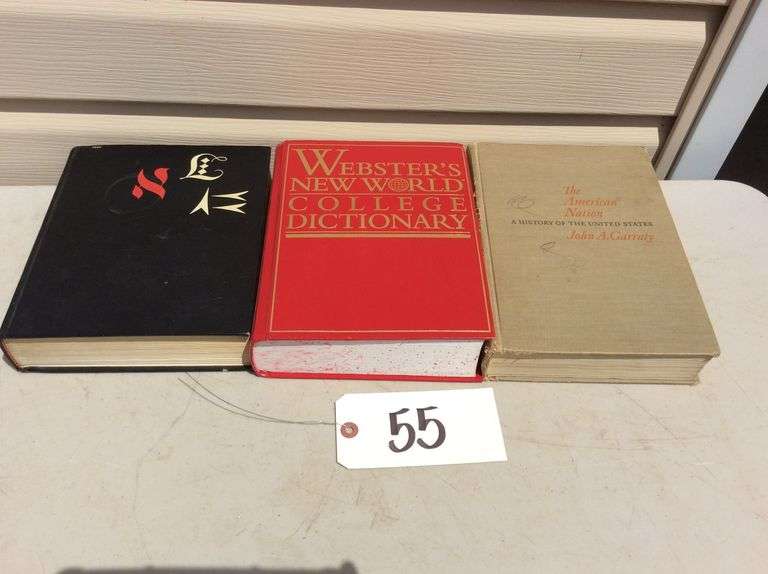 א
WEBSTER'S
NEW WORLD
COLLEGE
DICTIONARY
The
American
Nation
A HISTORY OF THE UNITED STATES
John A. Garraty
55